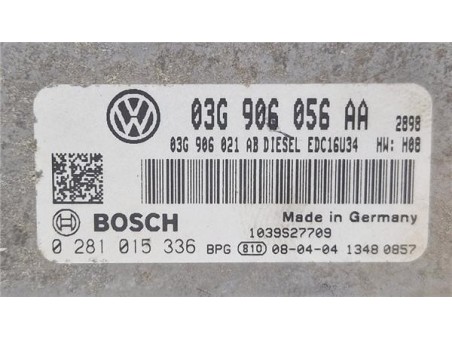 03G 906 056 AA 2898
03G 906 021 AB DIESEL EDC16U34 HW: H08
BOSCH Made in Germany
1039S27709
0 281 015 336 BPG 810 08-04-04 1348 0857